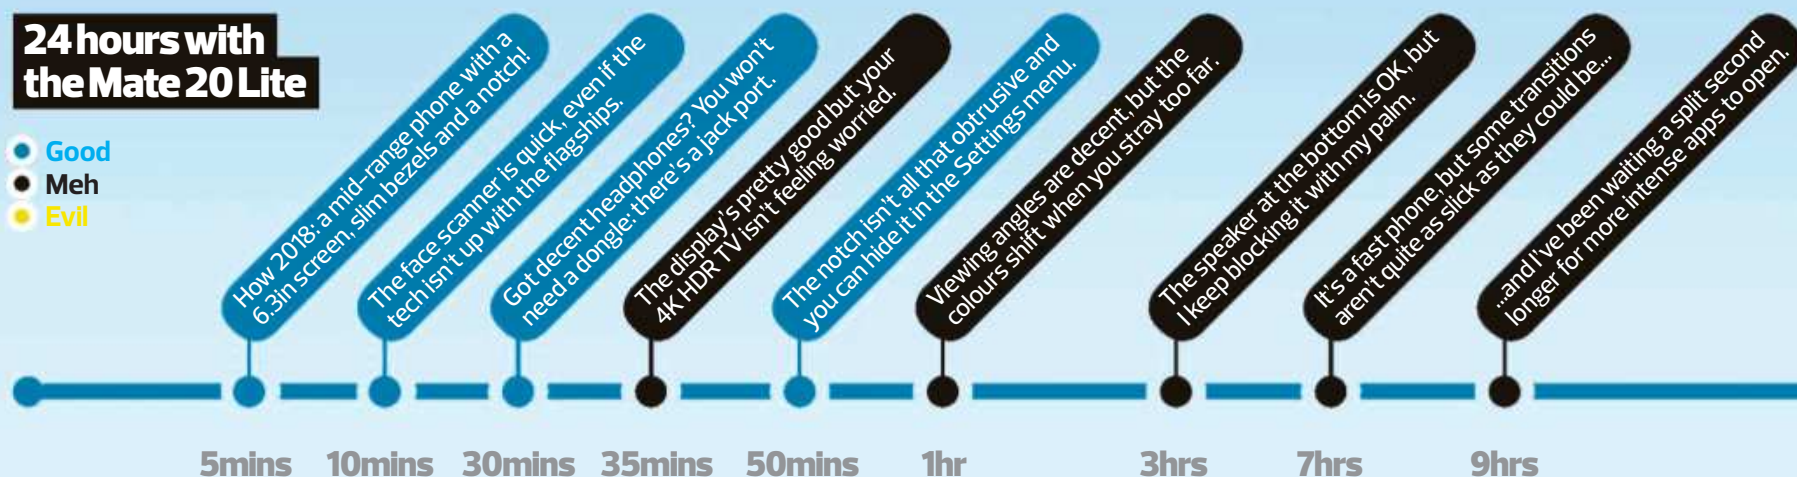 24 hours with
the Mate 20 Lite
Good
Meh
Evil
How 2018: a mid-range phone with a
6.3in screen, slim bezels and a notch!
The face scanner is quick, even if the
tech isn't up with the flagships.
Got decent headphones? You won't
need a dongle: there's a jack port.
The display's pretty good but your
4K HDR TV isn't feeling worried.
The notch isn't all that obtrusive and
you can hide it in the Settings menu.
Viewing angles are decent, but the
colours shift when you stray too far.
The speaker at the bottom is OK, but
I keep blocking it with my palm.
It's a fast phone, but some transitions
aren't quite as slick as they could be...
...and I've been waiting a split second
longer for more intense apps to open.
5mins
10mins
30mins
35mins
50mins
1hr
3hrs
7hrs
9hrs